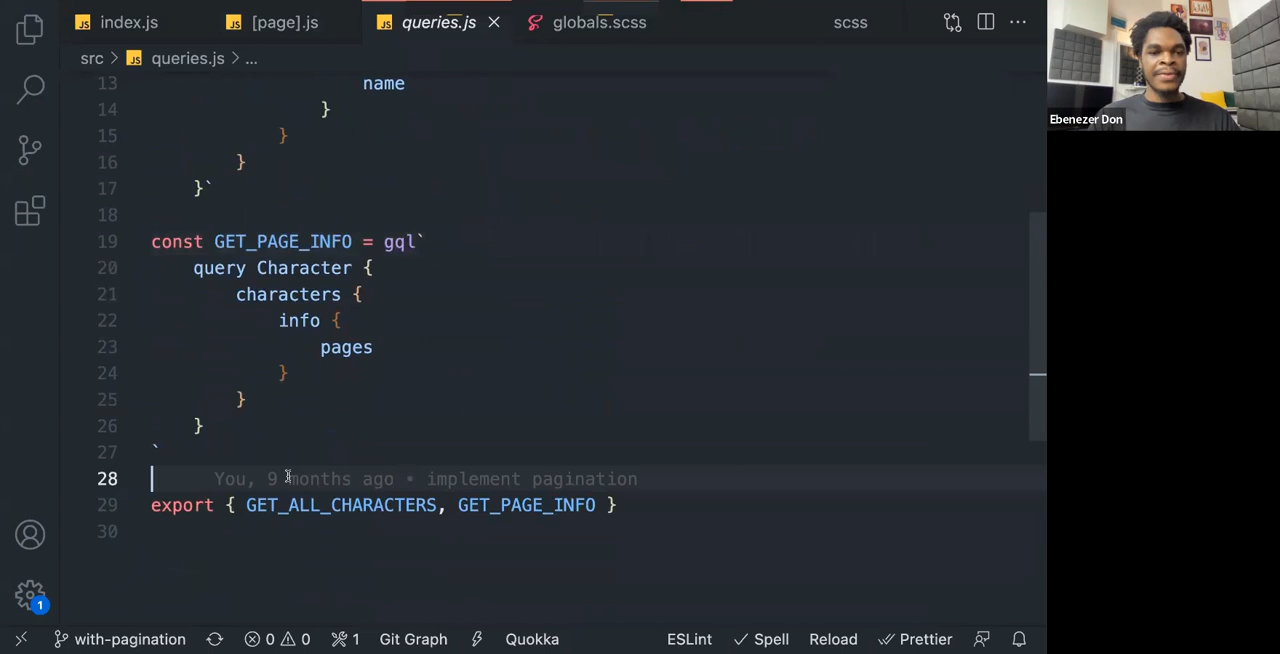 index.js [page].js queries.js globals.scss scss
src > queries.js > ...
13 name
14 }
15 }
16 }
17 }`
18
19 const GET_PAGE_INFO = gql`
20 query Character {
21 characters {
22 info {
23 pages
24 }
25 }
26 }
27 `
28 You, 9 months ago • implement pagination
29 export { GET_ALL_CHARACTERS, GET_PAGE_INFO }
30
1
with-pagination 0 0 1 Git Graph Quokka ESLint Spell Reload Prettier
Ebenezer Don